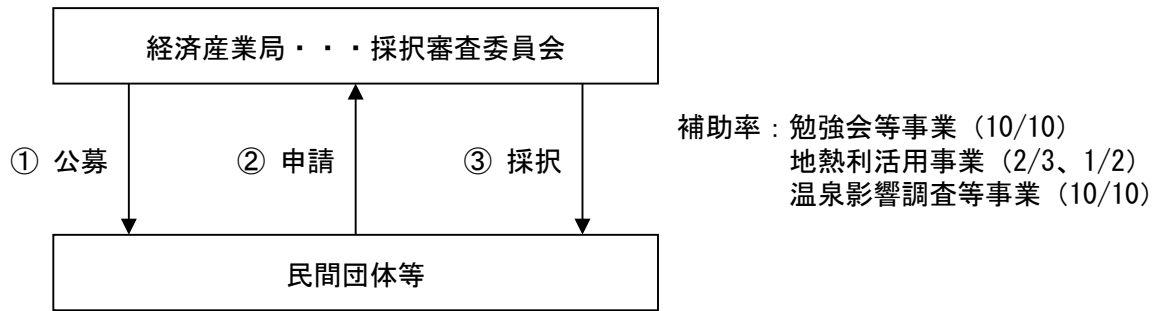 経済産業局・・・採択審査委員会
① 公募
② 申請
③ 採択
民間団体等
補助率：勉強会等事業（10/10）
地熱利活用事業（2/3、1/2）
温泉影響調査等事業（10/10）